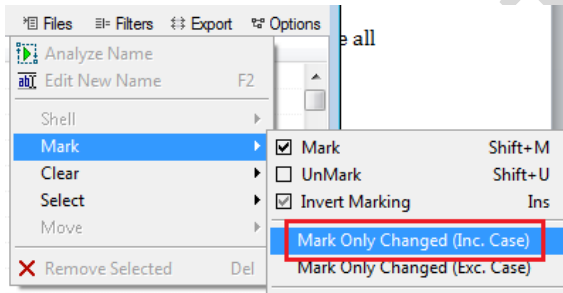 Files Filters Export Options
e all
Analyze Name
Edit New Name F2
Shell
Mark
Clear
Select
Move
Remove Selected Del
Mark Shift+M
UnMark Shift+U
Invert Marking Ins
Mark Only Changed (Inc. Case)
Mark Only Changed (Exc. Case)